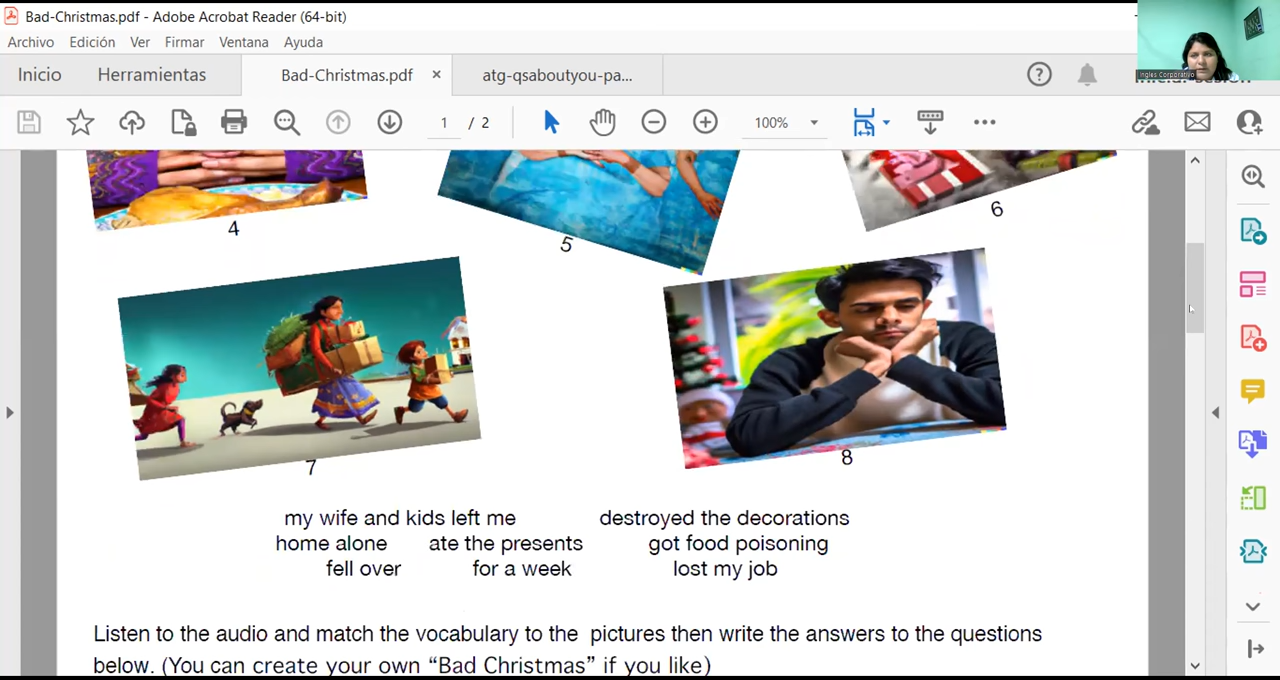 Bad-Christmas.pdf - Adobe Acrobat Reader (64-bit)
Archivo Edición Ver Firmar Ventana Ayuda
Inicio Herramientas Bad-Christmas.pdf × atg-qsaboutyou-pa...
Ingles Corporativo
1 / 2 100%
4
5
6
7
8
my wife and kids left me destroyed the decorations
home alone ate the presents got food poisoning
fell over for a week lost my job
Listen to the audio and match the vocabulary to the pictures then write the answers to the questions
below. (You can create your own “Bad Christmas” if you like)